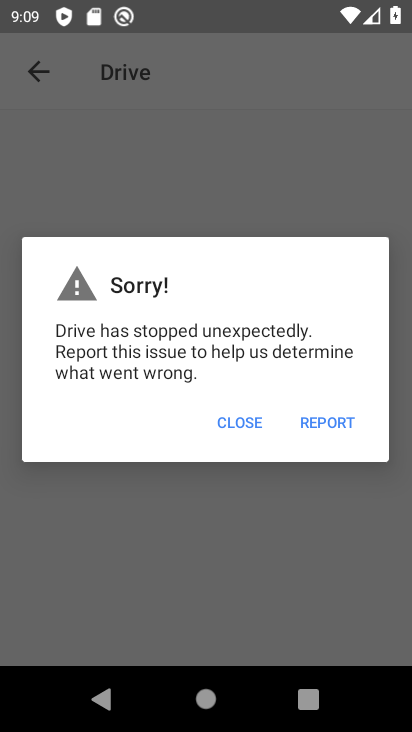 9:09
Drive
Sorry!
Drive has stopped unexpectedly.
Report this issue to help us determine
what went wrong.
CLOSE REPORT